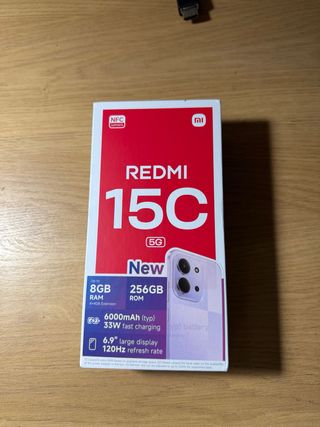 NFC
REDMI
15C
5G
New
8GB 256GB
RAM ROM
6000mAh (typ)
33W fast charging
6.9" large display
120Hz refresh rate